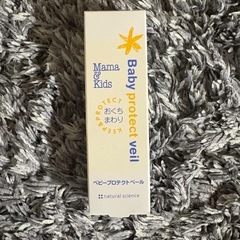 Mama
& Kids
Baby protect veil
おくち
まわり
ベビープロテクトベール
natural science